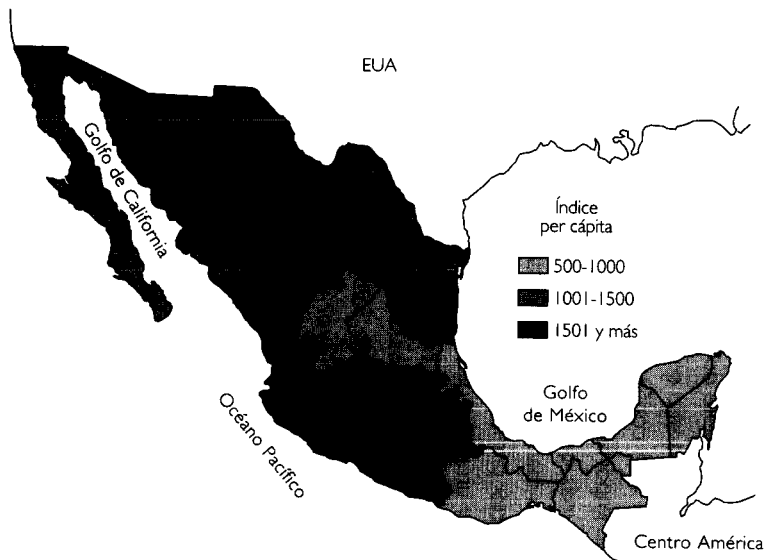 EUA
Golfo de California
Índice
per cápita
500-1000
1001-1500
1501 y más
Golfo
de México
Océano Pacífico
Centro América